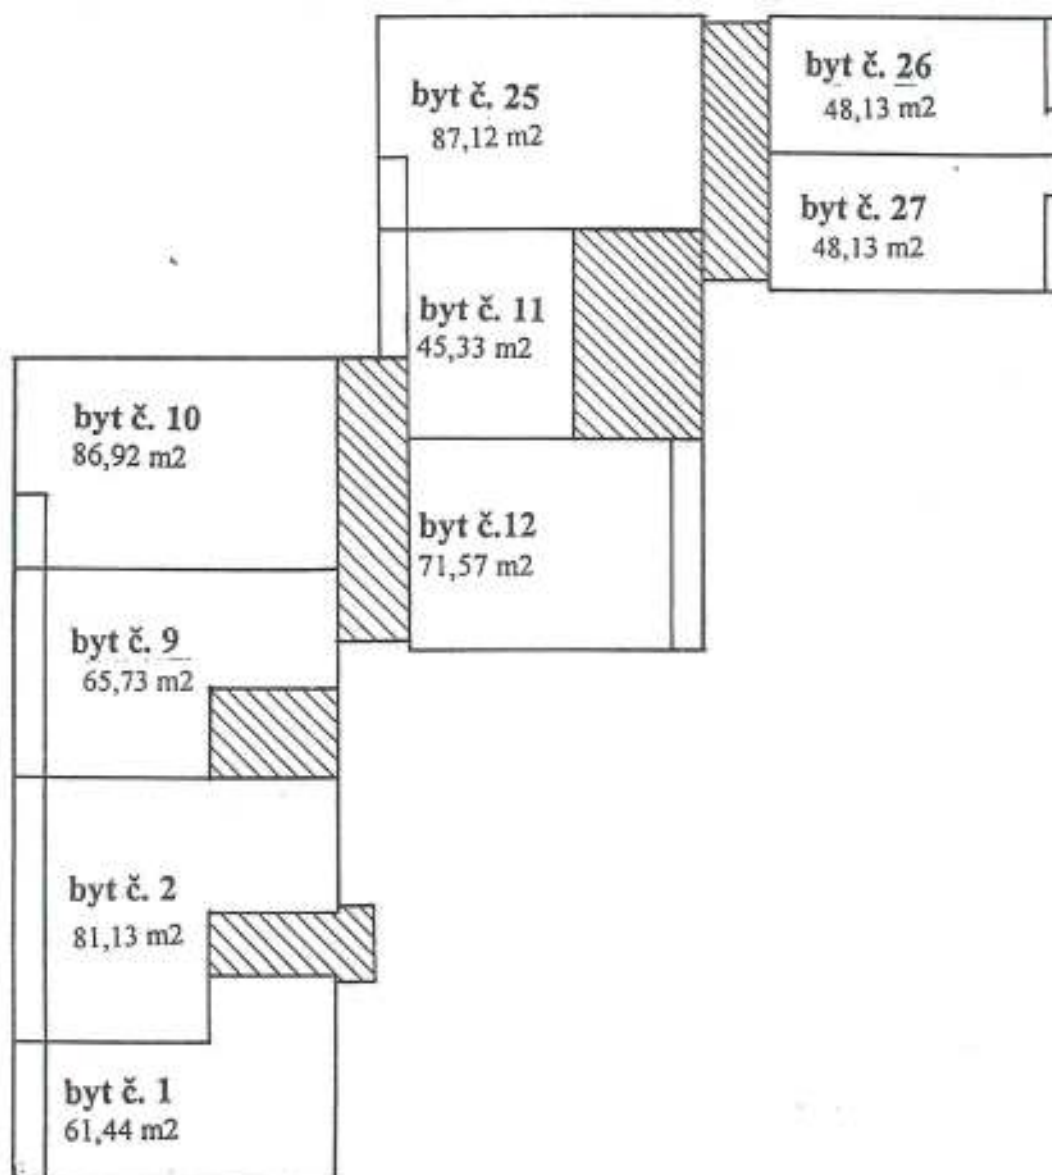 byt č. 25
87,12 m2
byt č. 26
48,13 m2
byt č. 27
48,13 m2
byt č. 11
45,33 m2
byt č. 10
86,92 m2
byt č.12
71,57 m2
byt č. 9
65,73 m2
byt č. 2
81,13 m2
byt č. 1
61,44 m2